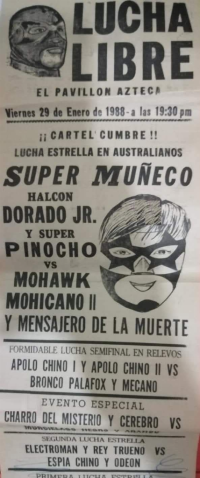 LUCHA
LIBRE
EL PAVILLON AZTECA
Viernes 29 de Enero de 1988 - a las 19:30 pm
¡¡ CARTEL CUMBRE !!
LUCHA ESTRELLA EN AUSTRALIANOS
SUPER MUÑECO
HALCON
DORADO JR.
Y SUPER
PINOCHO
VS
MOHAWK
MOHICANO II
Y MENSAJERO DE LA MUERTE
FORMIDABLE LUCHA SEMIFINAL EN RELEVOS
APOLO CHINO I Y APOLO CHINO II VS
BRONCO PALAFOX Y MECANO
EVENTO ESPECIAL
CHARRO DEL MISTERIO Y CEREBRO VS
SEGUNDA LUCHA ESTRELLA
ELECTROMAN Y REY TRUENO VS
ESPIA CHINO Y ODEON
PRIMERA LUCHA ESTRELLA